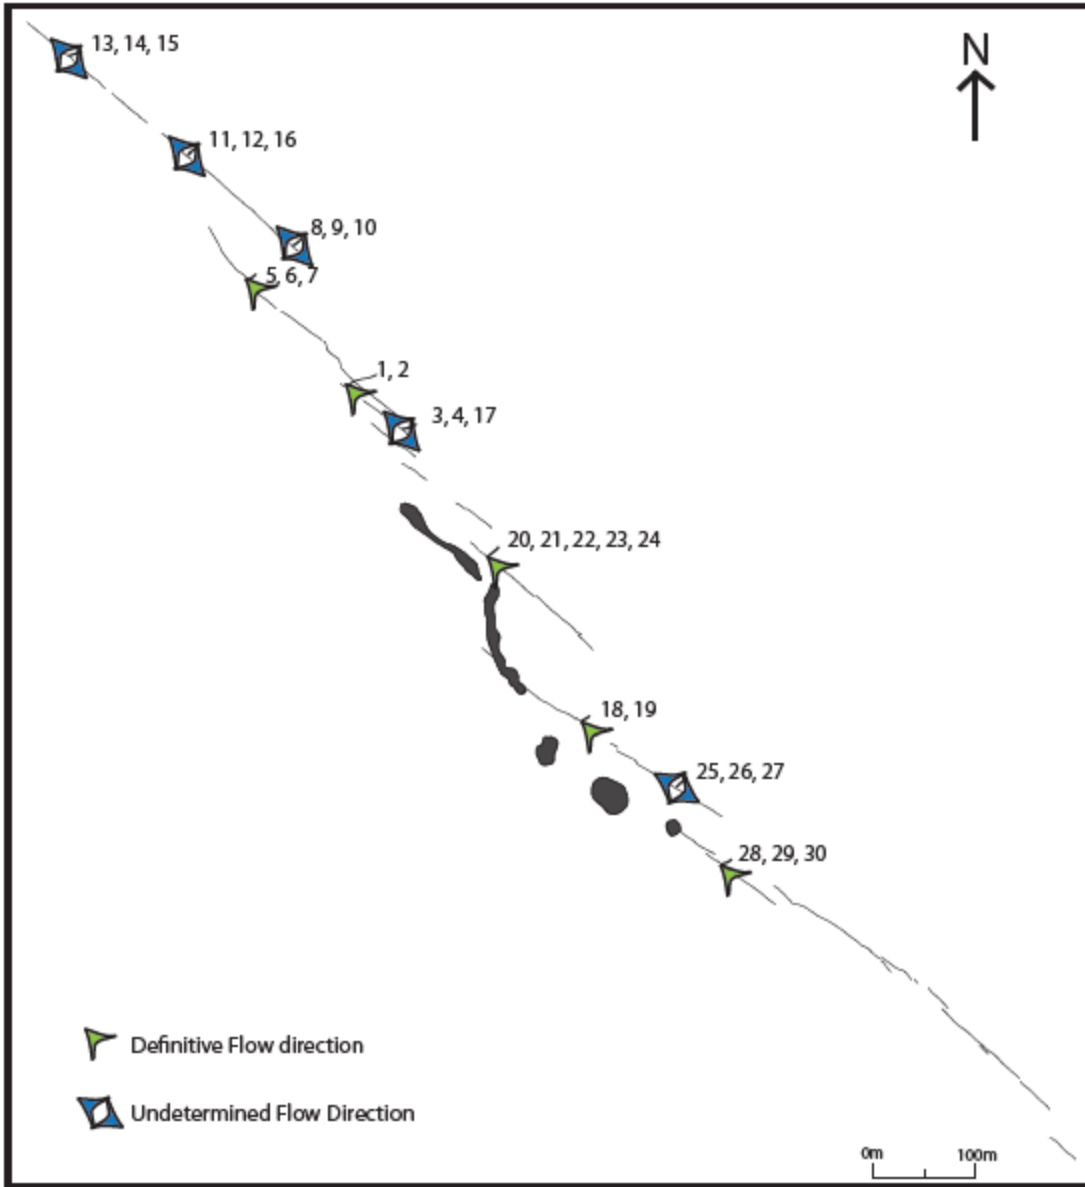 13, 14, 15
N
11, 12, 16
8, 9, 10
5, 6, 7
1, 2
3, 4, 17
20, 21, 22, 23, 24
18, 19
25, 26, 27
28, 29, 30
Definitive Flow direction
Undetermined Flow Direction
0m 100m